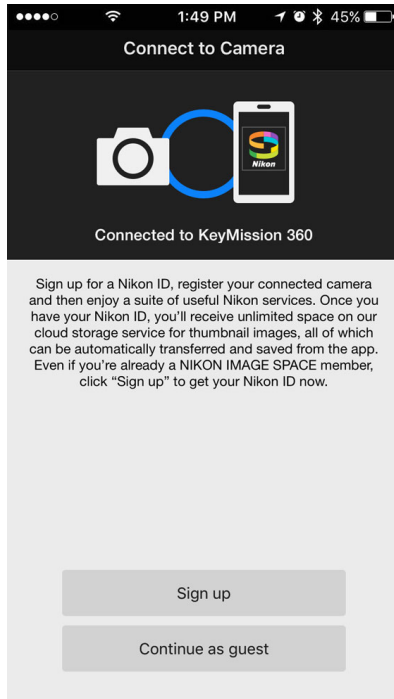 1:49 PM 45%
Connect to Camera
Nikon
Connected to KeyMission 360
Sign up for a Nikon ID, register your connected camera
and then enjoy a suite of useful Nikon services. Once you
have your Nikon ID, you’ll receive unlimited space on our
cloud storage service for thumbnail images, all of which
can be automatically transferred and saved from the app.
Even if you’re already a NIKON IMAGE SPACE member,
click “Sign up” to get your Nikon ID now.
Sign up
Continue as guest